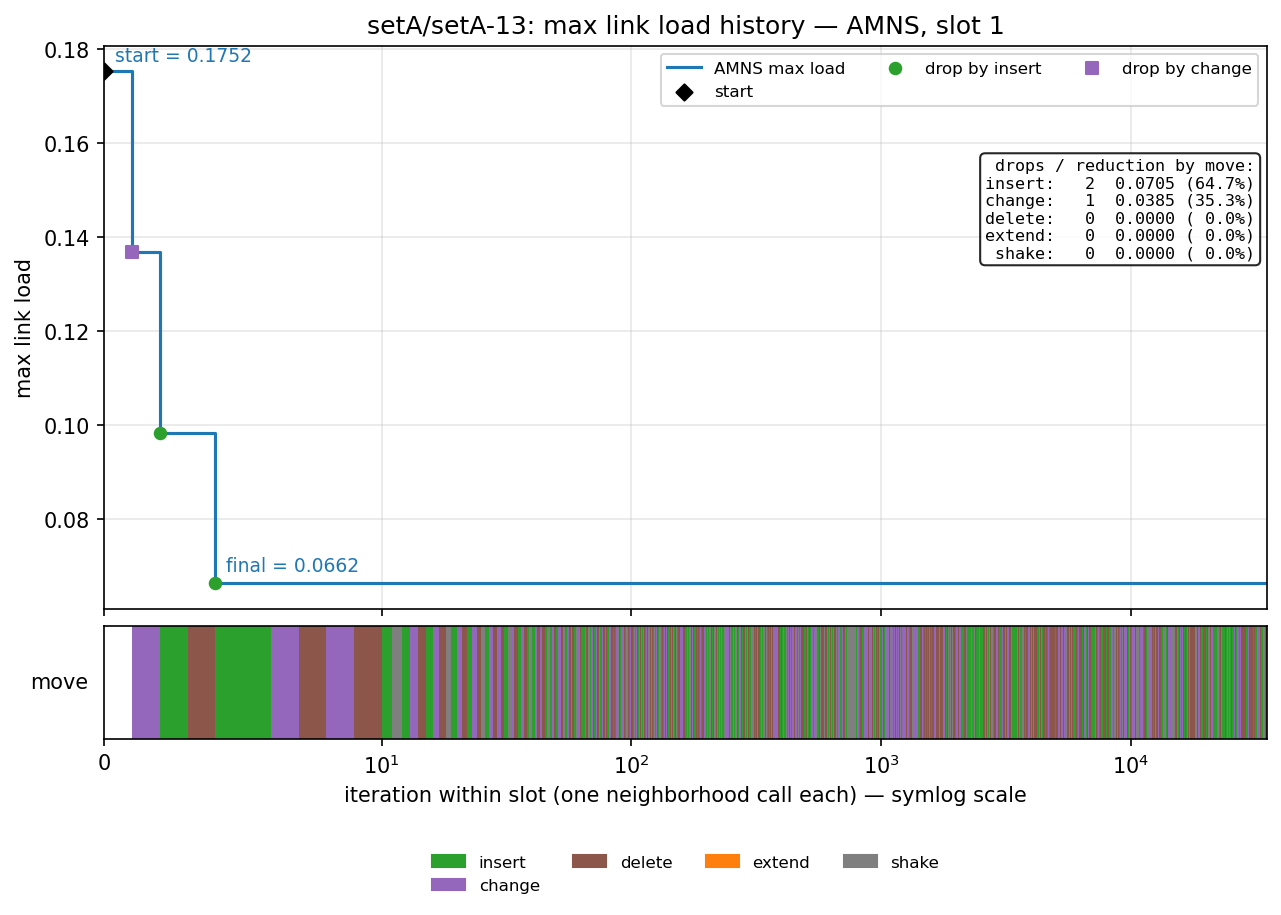 setA/setA-13: max link load history — AMNS, slot 1
start = 0.1752
AMNS max load
start
drop by insert
drop by change
drops / reduction by move:
insert:   2  0.0705 (64.7%)
change:   1  0.0385 (35.3%)
delete:   0  0.0000 ( 0.0%)
extend:   0  0.0000 ( 0.0%)
shake:   0  0.0000 ( 0.0%)
0.18
0.16
0.14
0.12
0.10
0.08
max link load
final = 0.0662
move
0
10¹
10²
10³
10⁴
iteration within slot (one neighborhood call each) — symlog scale
insert
change
delete
extend
shake